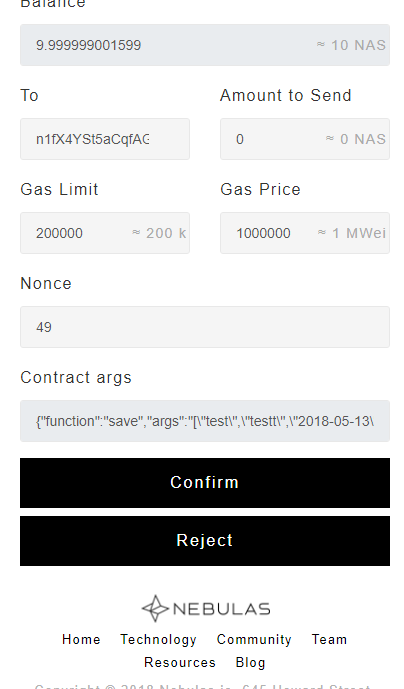 Balance
9.999999001599 ≈ 10 NAS
To Amount to Send
n1fX4YSt5aCqfAG 0 ≈ 0 NAS
Gas Limit Gas Price
200000 ≈ 200 k 1000000 ≈ 1 MWei
Nonce
49
Contract args
{"function":"save","args":"[\"test\",\"testt\",\"2018-05-13\
Confirm
Reject
NEBULAS
Home Technology Community Team
Resources Blog
Copyright © 2018 Nebulas.io, 645 Howard Street,